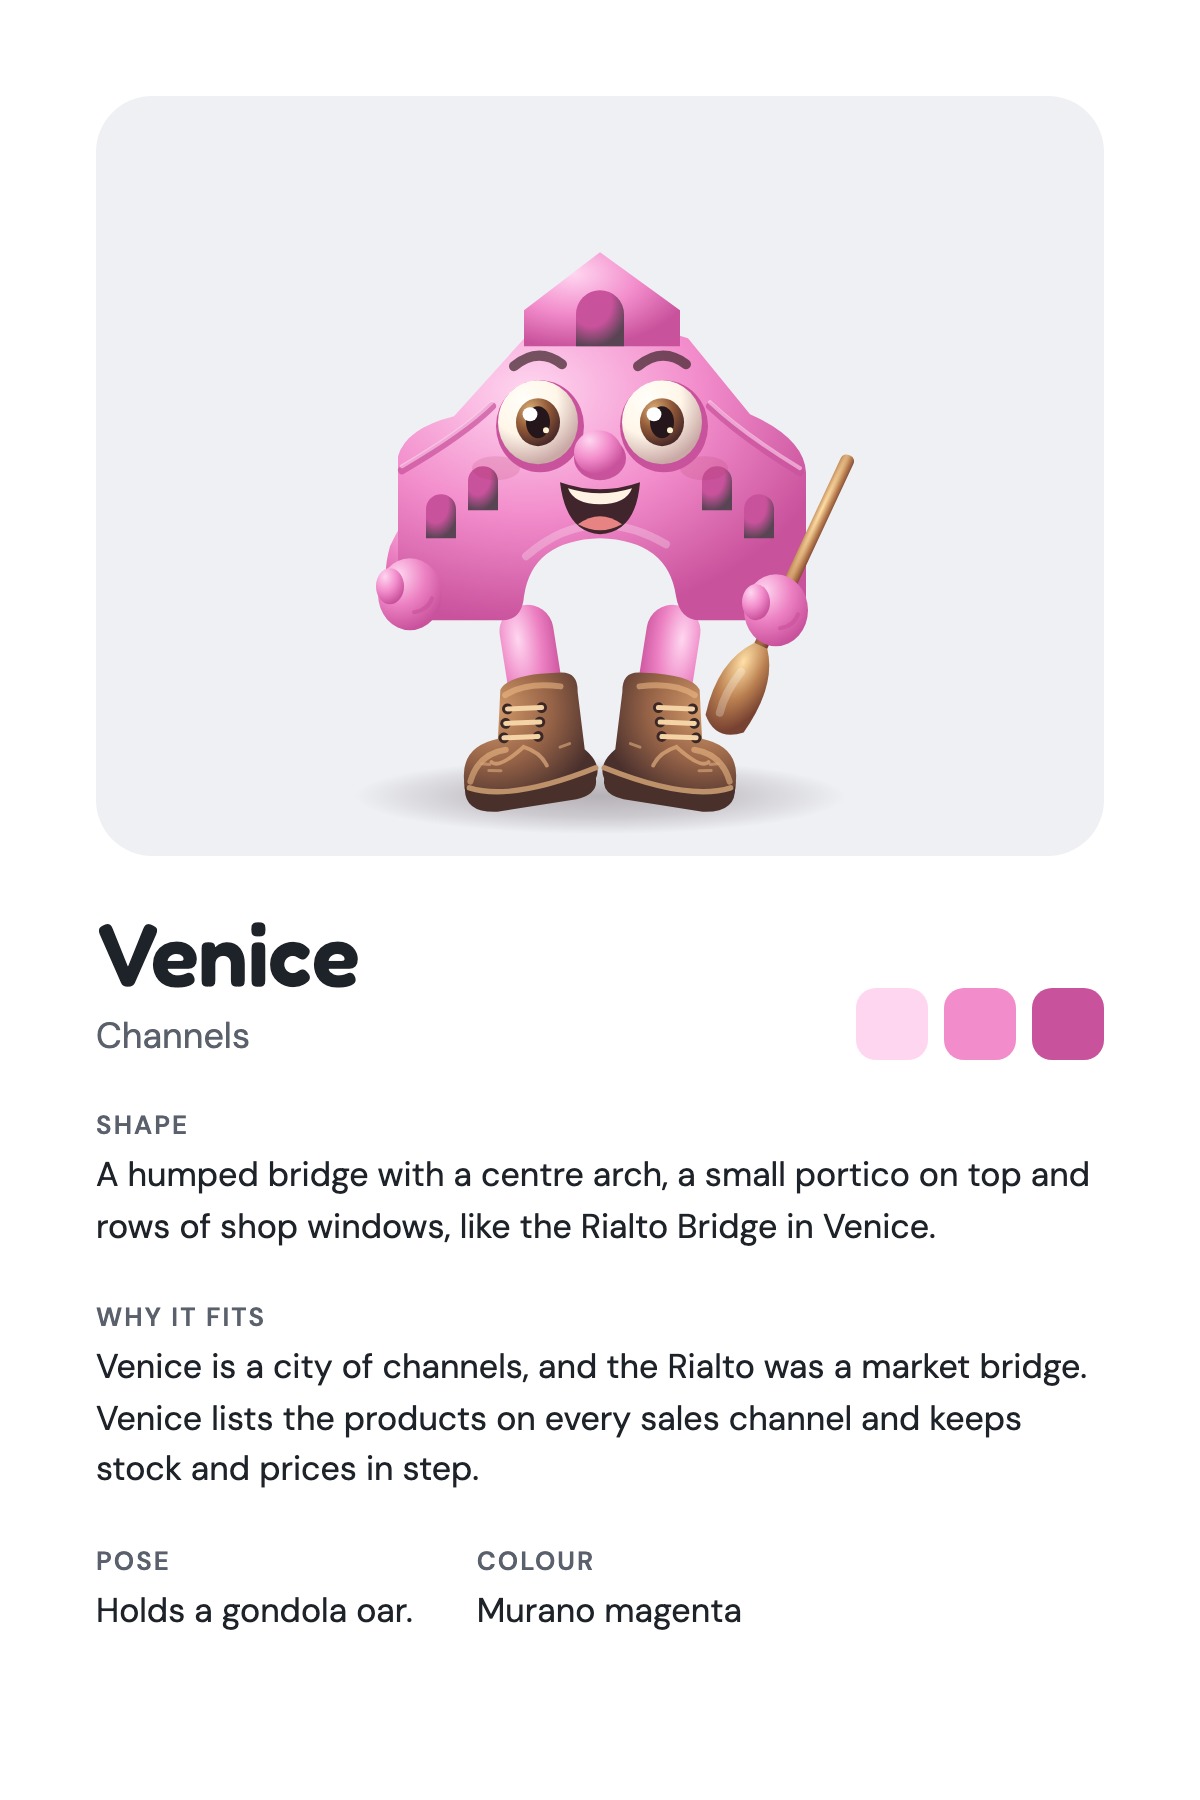 Venice
Channels
SHAPE
A humped bridge with a centre arch, a small portico on top and
rows of shop windows, like the Rialto Bridge in Venice.
WHY IT FITS
Venice is a city of channels, and the Rialto was a market bridge.
Venice lists the products on every sales channel and keeps
stock and prices in step.
POSE
Holds a gondola oar.
COLOUR
Murano magenta